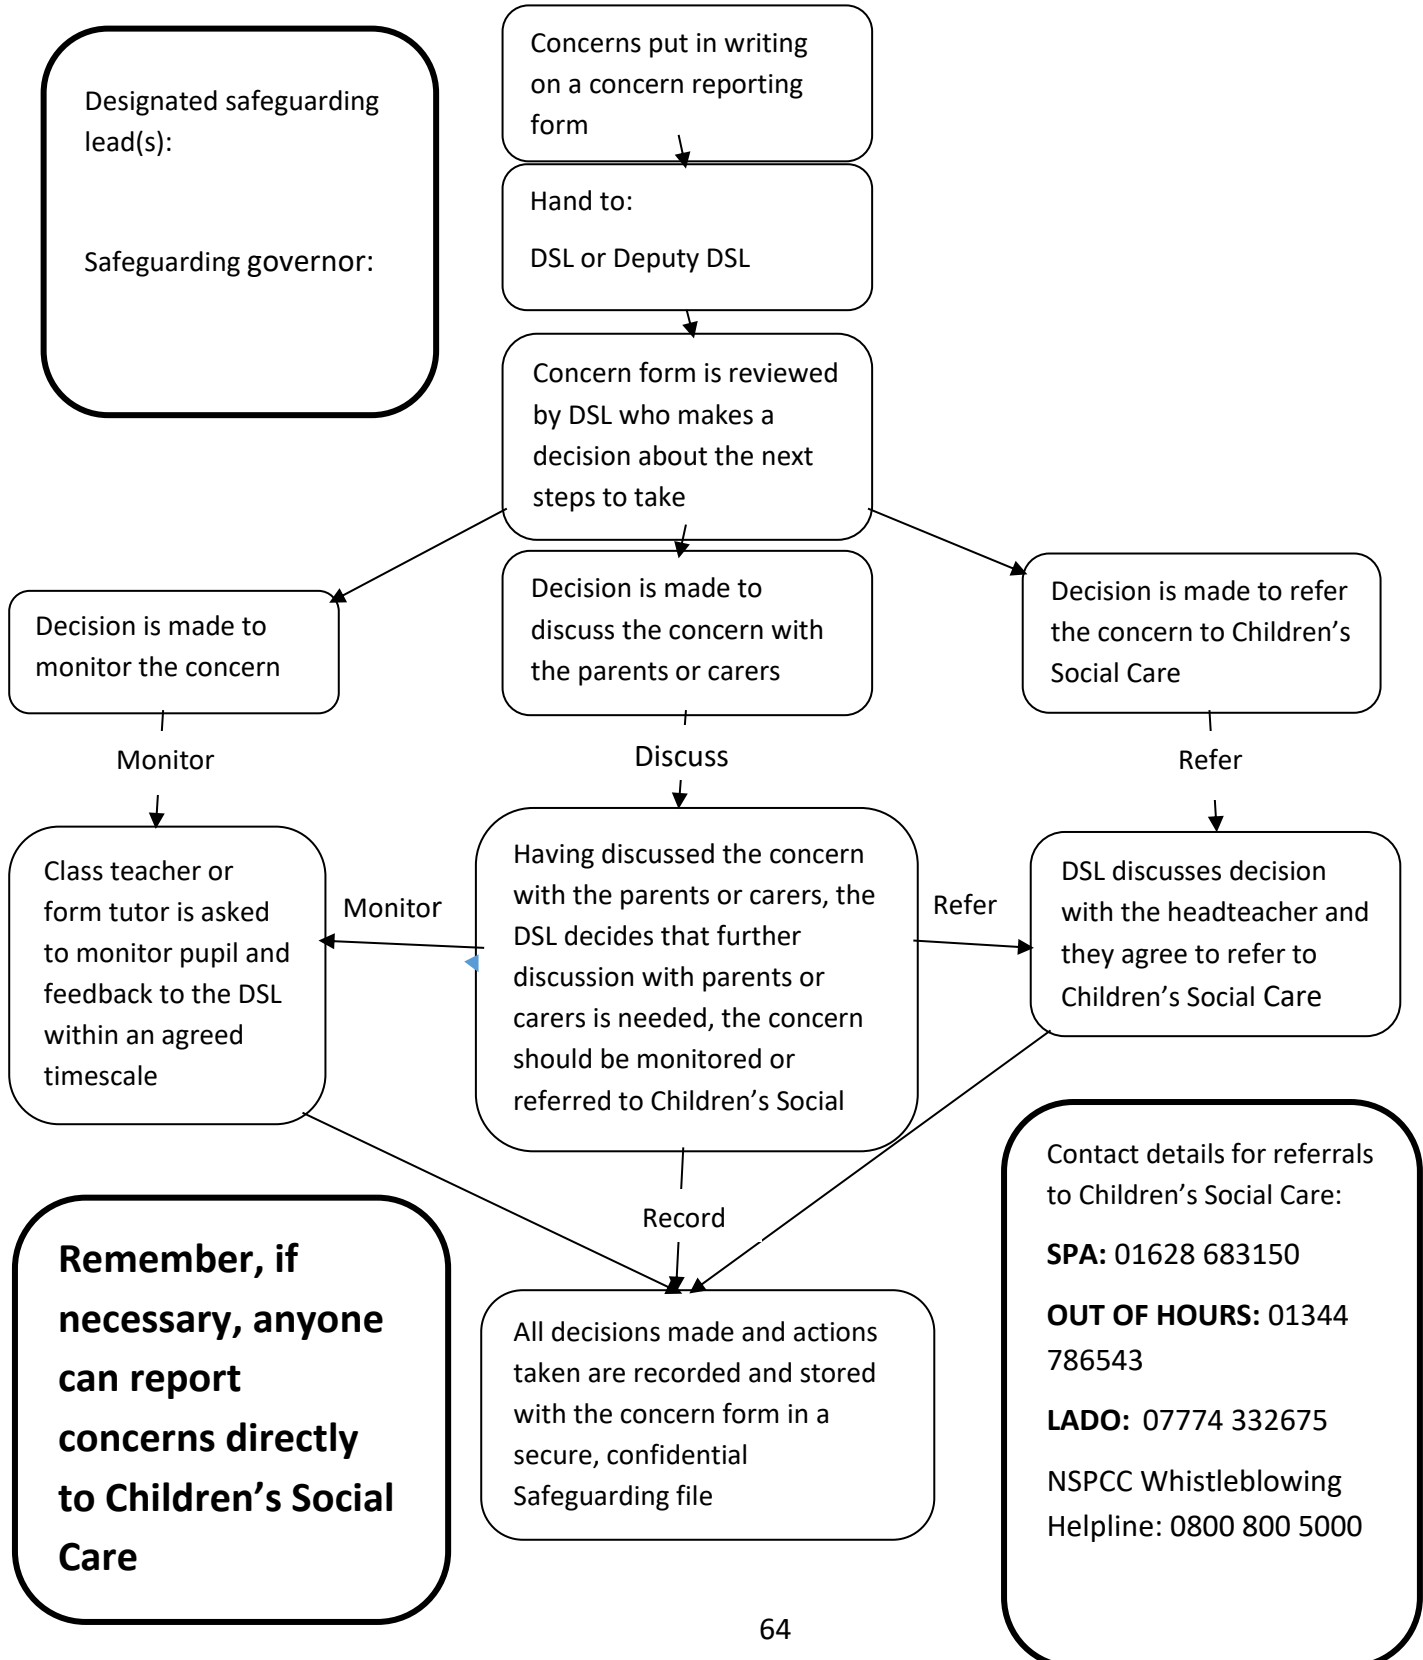 Designated safeguarding
lead(s):
Safeguarding governor:
Concerns put in writing
on a concern reporting
form
Hand to:
DSL or Deputy DSL
Concern form is reviewed
by DSL who makes a
decision about the next
steps to take
Decision is made to
monitor the concern
Decision is made to
discuss the concern with
the parents or carers
Decision is made to refer
the concern to Children’s
Social Care
Monitor
Discuss
Refer
Class teacher or
form tutor is asked
to monitor pupil and
feedback to the DSL
within an agreed
timescale
Monitor
Having discussed the concern
with the parents or carers, the
DSL decides that further
discussion with parents or
carers is needed, the concern
should be monitored or
referred to Children’s Social
Refer
DSL discusses decision
with the headteacher and
they agree to refer to
Children’s Social Care
Record
Remember, if
necessary, anyone
can report
concerns directly
to Children’s Social
Care
All decisions made and actions
taken are recorded and stored
with the concern form in a
secure, confidential
Safeguarding file
Contact details for referrals
to Children’s Social Care:
SPA: 01628 683150
OUT OF HOURS: 01344
786543
LADO: 07774 332675
NSPCC Whistleblowing
Helpline: 0800 800 5000
64